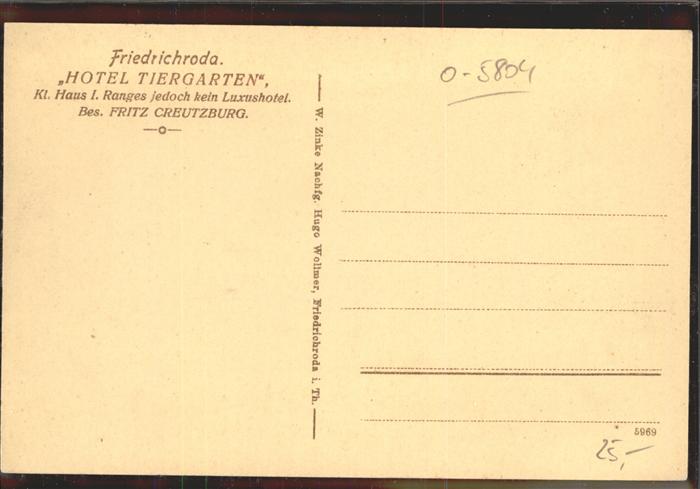 Friedrichroda.
„HOTEL TIERGARTEN“,
Kl. Haus I. Ranges jedoch kein Luxushotel.
Bes. FRITZ CREUTZBURG.
W. Zinke Nachfg. Hugo Wollmer, Friedrichroda i. Th.
O-5804
5969
25,-